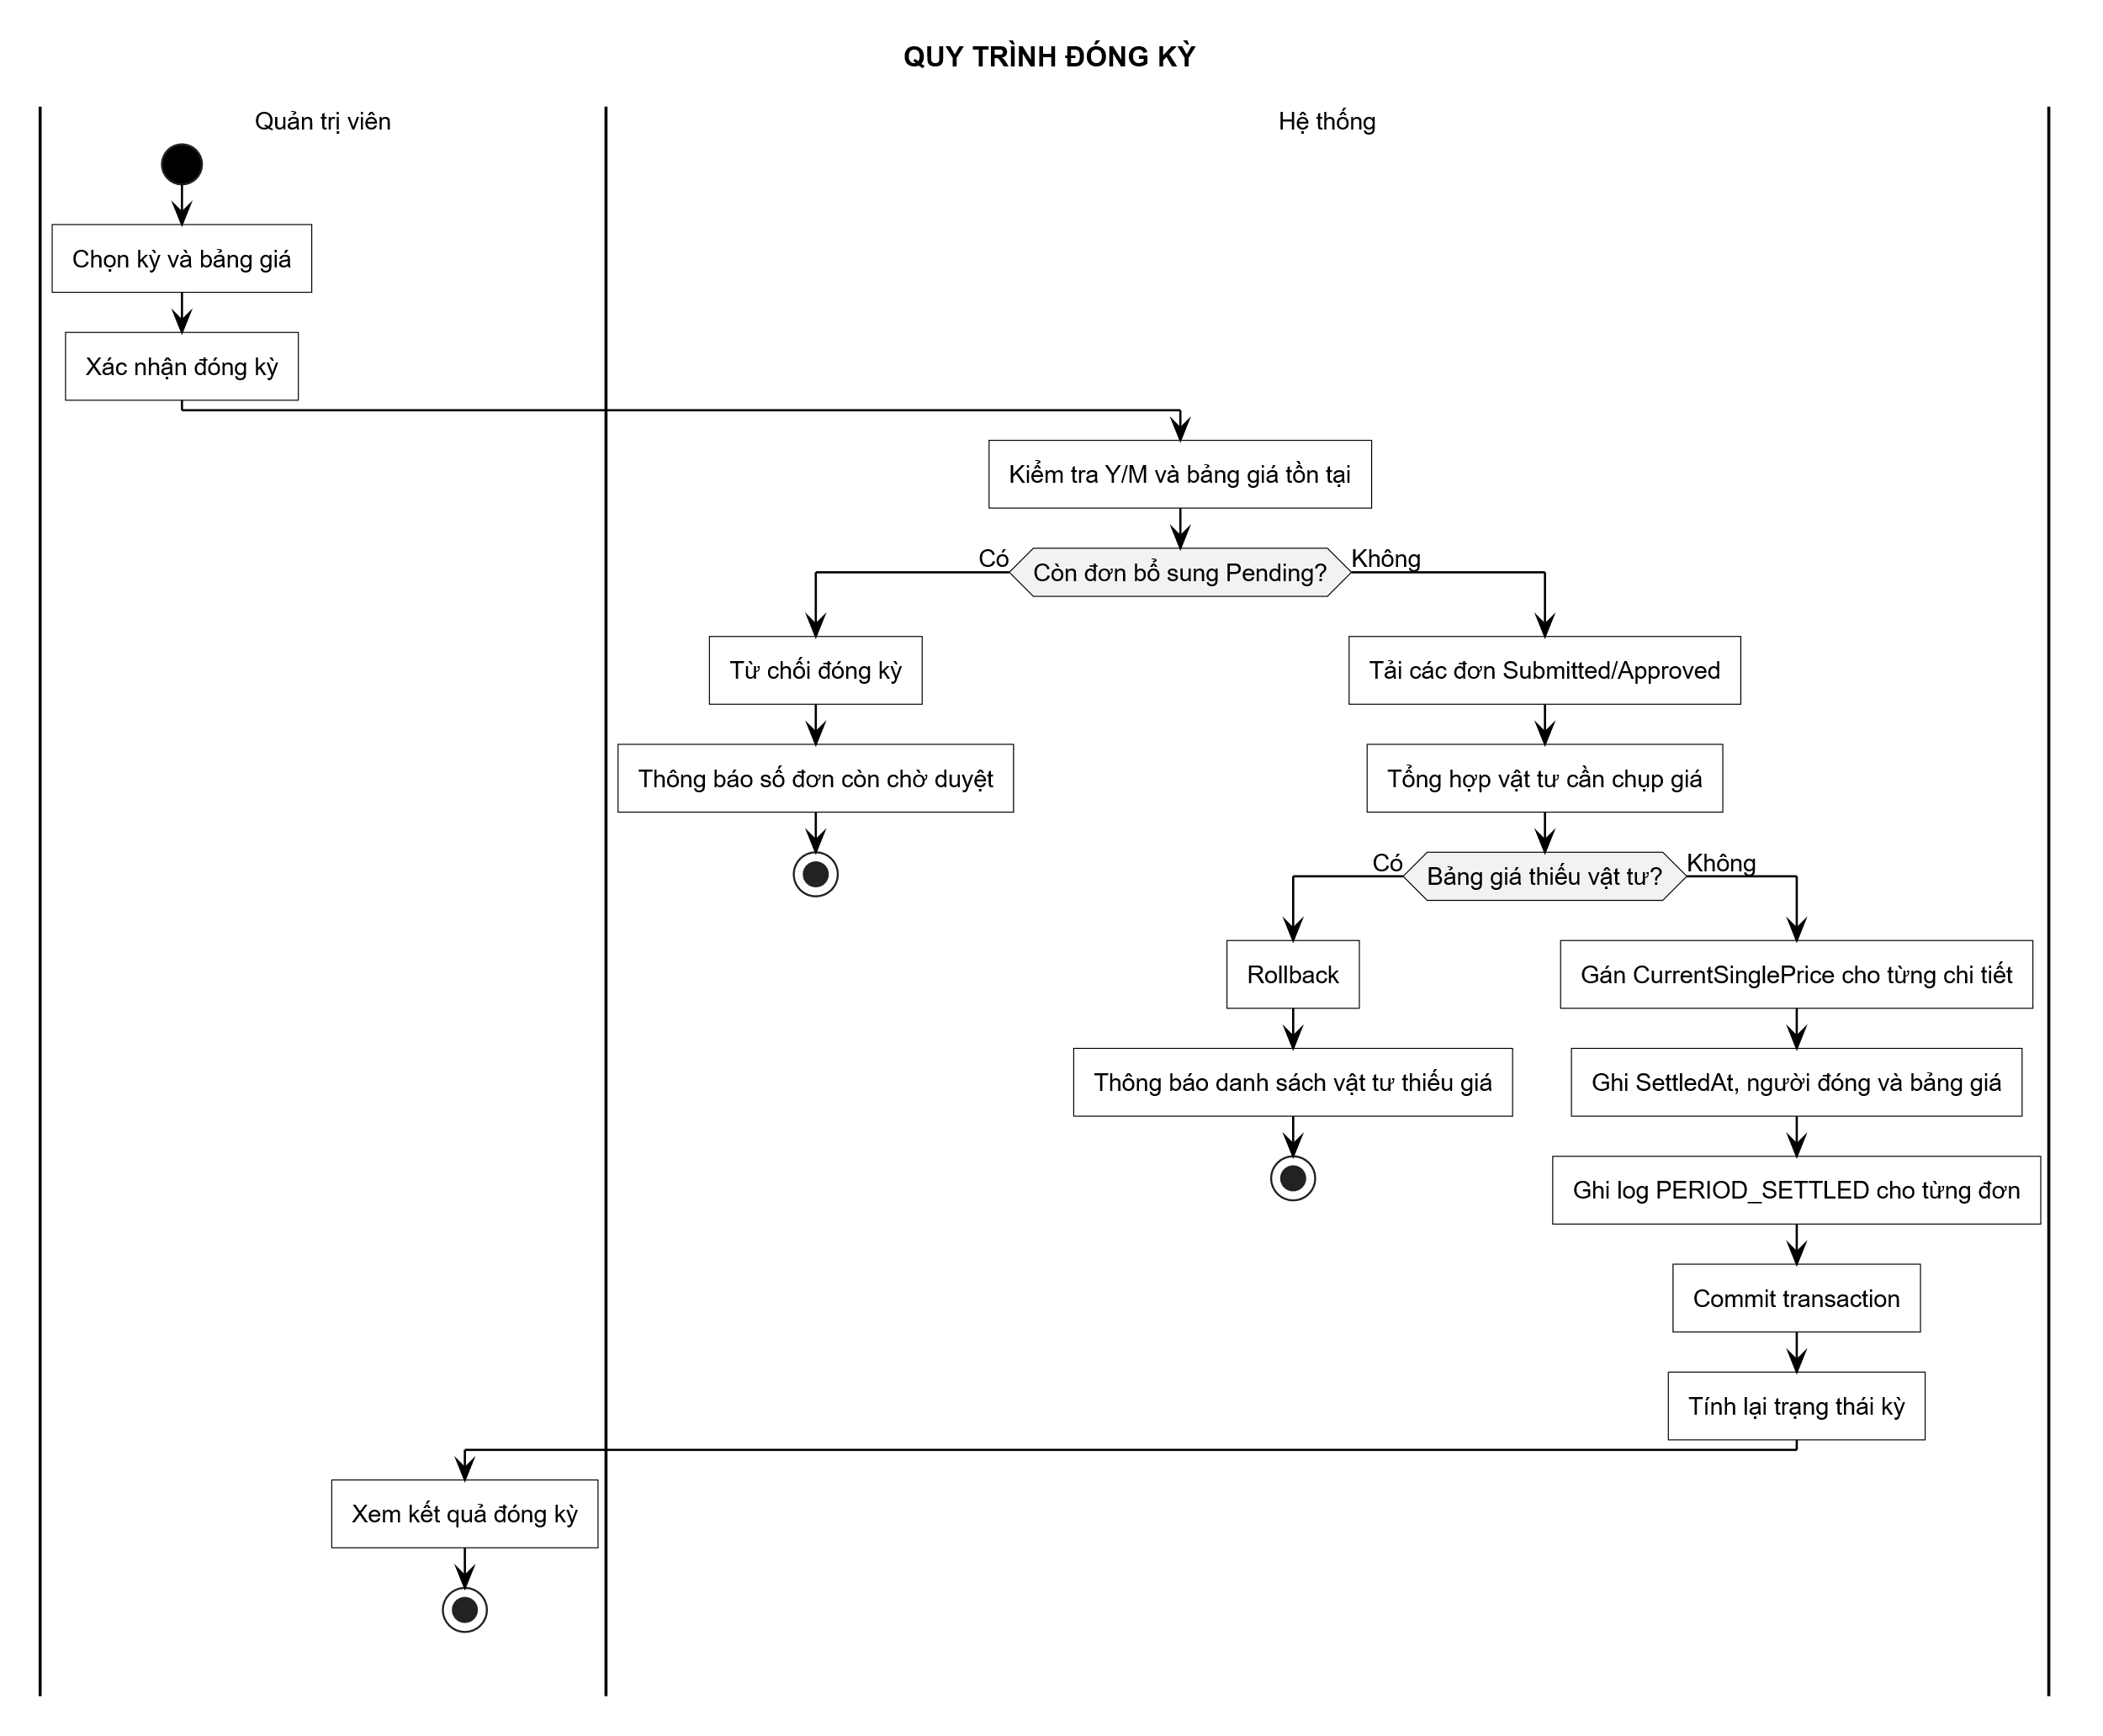 QUY TRÌNH ĐÓNG KỲ
Quản trị viên
Hệ thống
Chọn kỳ và bảng giá
Xác nhận đóng kỳ
Kiểm tra Y/M và bảng giá tồn tại
Có
Còn đơn bổ sung Pending?
Không
Từ chối đóng kỳ
Tải các đơn Submitted/Approved
Thông báo số đơn còn chờ duyệt
Tổng hợp vật tư cần chụp giá
Có
Bảng giá thiếu vật tư?
Không
Rollback
Gán CurrentSinglePrice cho từng chi tiết
Thông báo danh sách vật tư thiếu giá
Ghi SettledAt, người đóng và bảng giá
Ghi log PERIOD_SETTLED cho từng đơn
Commit transaction
Tính lại trạng thái kỳ
Xem kết quả đóng kỳ